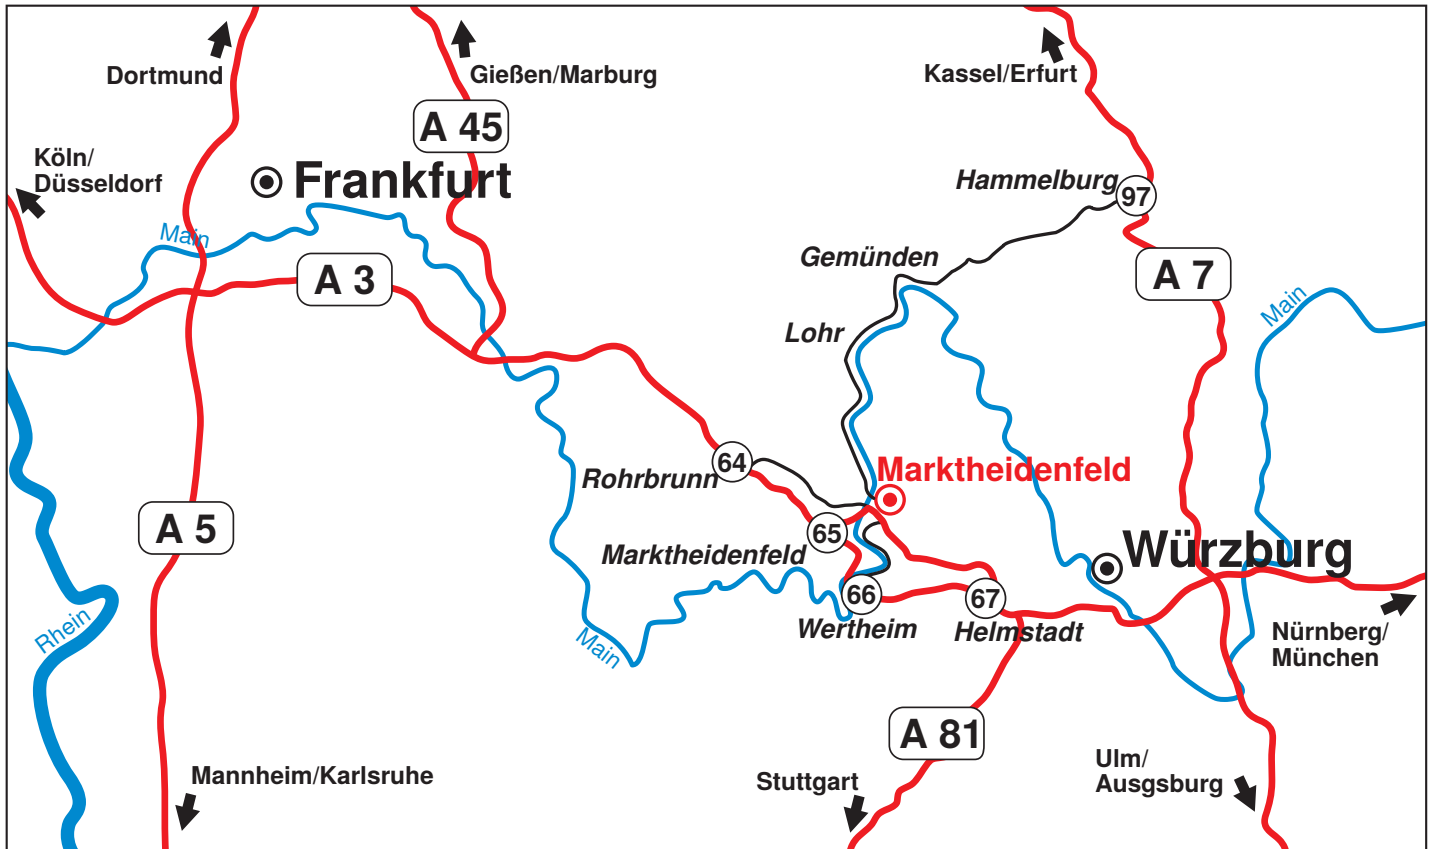 Dortmund
Gießen/Marburg
Kassel/Erfurt
A 45
Köln/
Düsseldorf
Frankfurt
Hammelburg
97
Main
Gemünden
A 3
A 7
Main
Lohr
Rohrbrunn
64
Marktheidenfeld
A 5
65
Marktheidenfeld
Würzburg
66
67
Rhein
Main
Wertheim
Helmstadt
Nürnberg/
München
A 81
Mannheim/Karlsruhe
Stuttgart
Ulm/
Ausgsburg